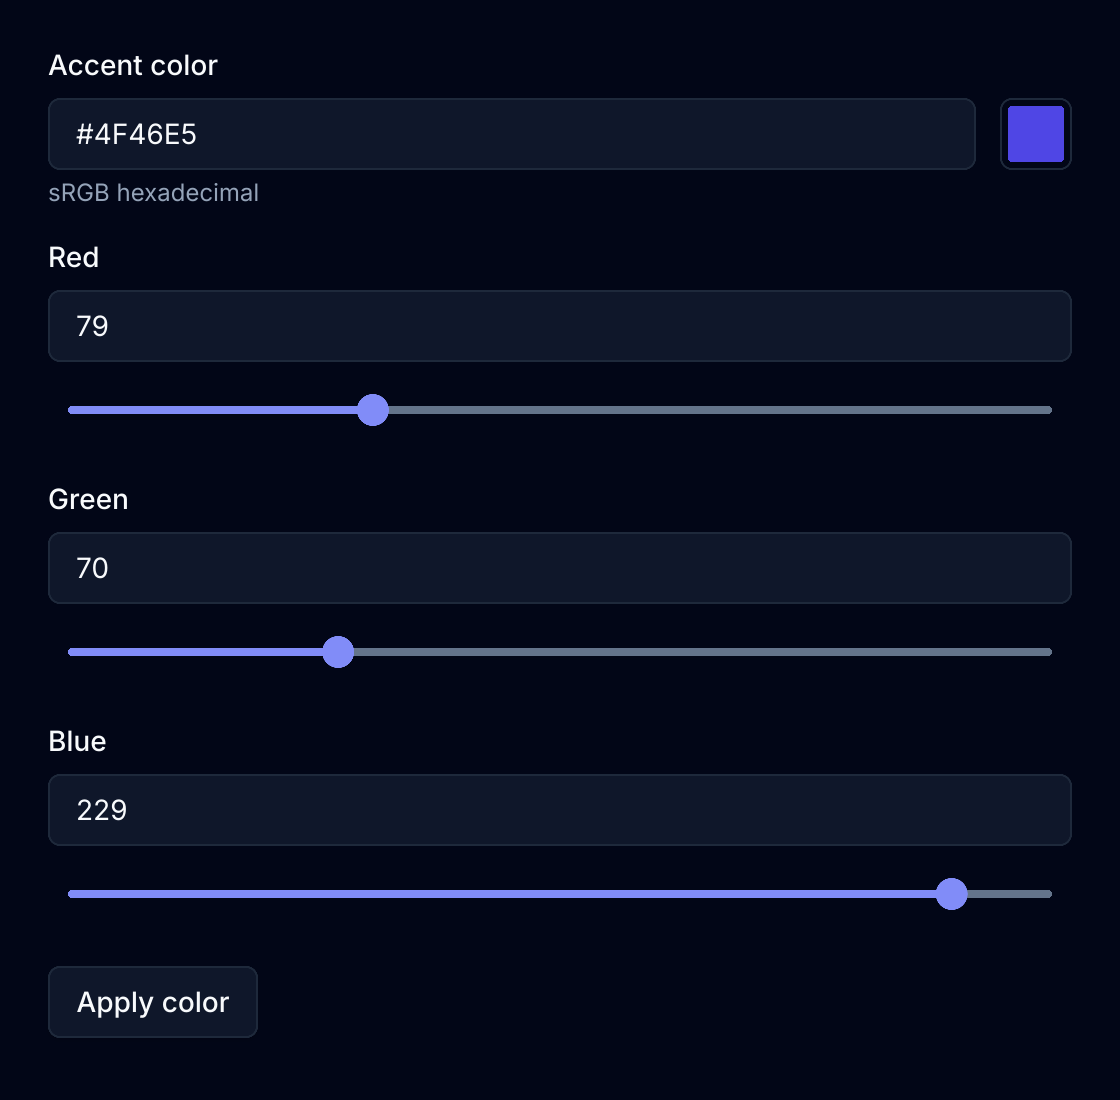 Accent color
#4F46E5
sRGB hexadecimal
Red
79
Green
70
Blue
229
Apply color